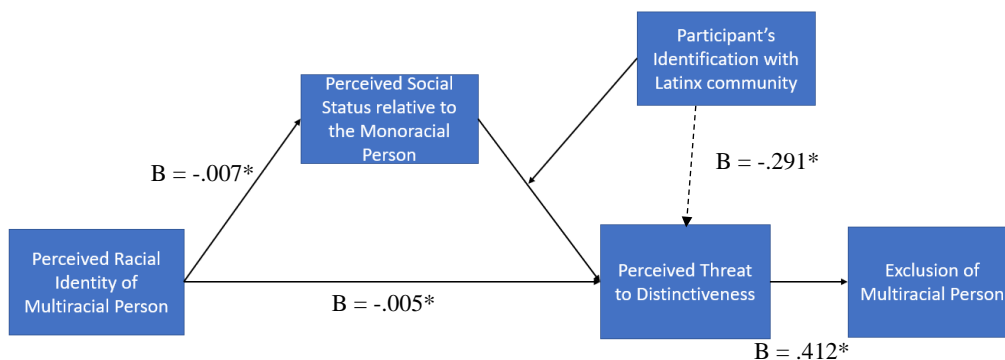 Participant's
Identification with
Latinx community
Perceived Social
Status relative to
the Monoracial
Person
B = -.007*
B = -.291*
Perceived Racial
Identity of
Multiracial Person
B = -.005*
Perceived Threat
to Distinctiveness
Exclusion of
Multiracial Person
B = .412*